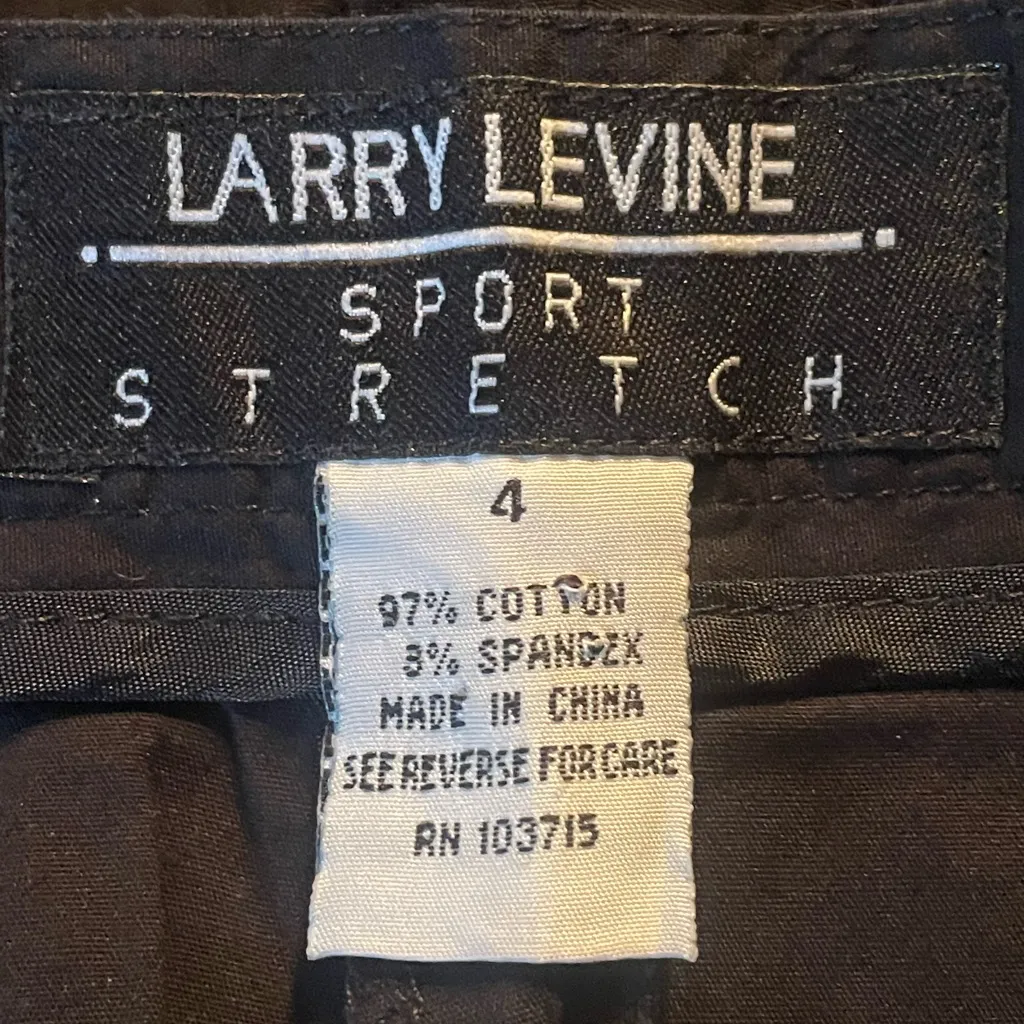 LARRY LEVINE
SPORT
STRETCH
4
97% COTTON
3% SPANDEX
MADE IN CHINA
SEE REVERSE FOR CARE
RN 103715